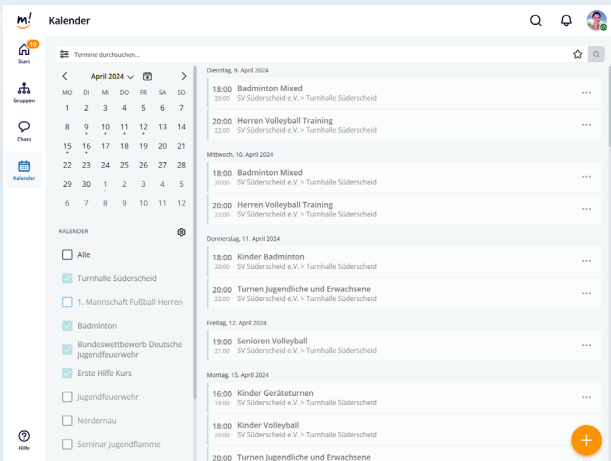 m!
Kalender
10
Start
Gruppen
Chats
Kalender
Hilfe
Termine durchsuchen...
April 2024
MO DI MI DO FR SA SO
1 2 3 4 5 6 7
8 9 10 11 12 13 14
15 16 17 18 19 20 21
22 23 24 25 26 27 28
29 30 1 2 3 4 5
6 7 8 9 10 11 12
KALENDER
Alle
Turnhalle Süderscheid
1. Mannschaft Fußball Herren
Badminton
Bundeswettbewerb Deutsche
Jugendfeuerwehr
Erste Hilfe Kurs
Jugendfeuerwehr
Nordernau
Seminar Jugendflamme
Dienstag, 9. April 2024
18:00 Badminton Mixed
20:00 SV Süderscheid e.V. > Turnhalle Süderscheid
20:00 Herren Volleyball Training
22:00 SV Süderscheid e.V. > Turnhalle Süderscheid
Mittwoch, 10. April 2024
18:00 Badminton Mixed
20:00 SV Süderscheid e.V. > Turnhalle Süderscheid
20:00 Herren Volleyball Training
22:00 SV Süderscheid e.V. > Turnhalle Süderscheid
Donnerstag, 11. April 2024
18:00 Kinder Badminton
20:00 SV Süderscheid e.V. > Turnhalle Süderscheid
20:00 Turnen Jugendliche und Erwachsene
22:00 SV Süderscheid e.V. > Turnhalle Süderscheid
Freitag, 12. April 2024
19:00 Senioren Volleyball
21:00 SV Süderscheid e.V. > Turnhalle Süderscheid
Montag, 15. April 2024
16:00 Kinder Geräteturnen
18:00 SV Süderscheid e.V. > Turnhalle Süderscheid
18:00 Kinder Volleyball
20:00 SV Süderscheid e.V. > Turnhalle Süderscheid
20:00 Turnen Jugendliche und Erwachsene